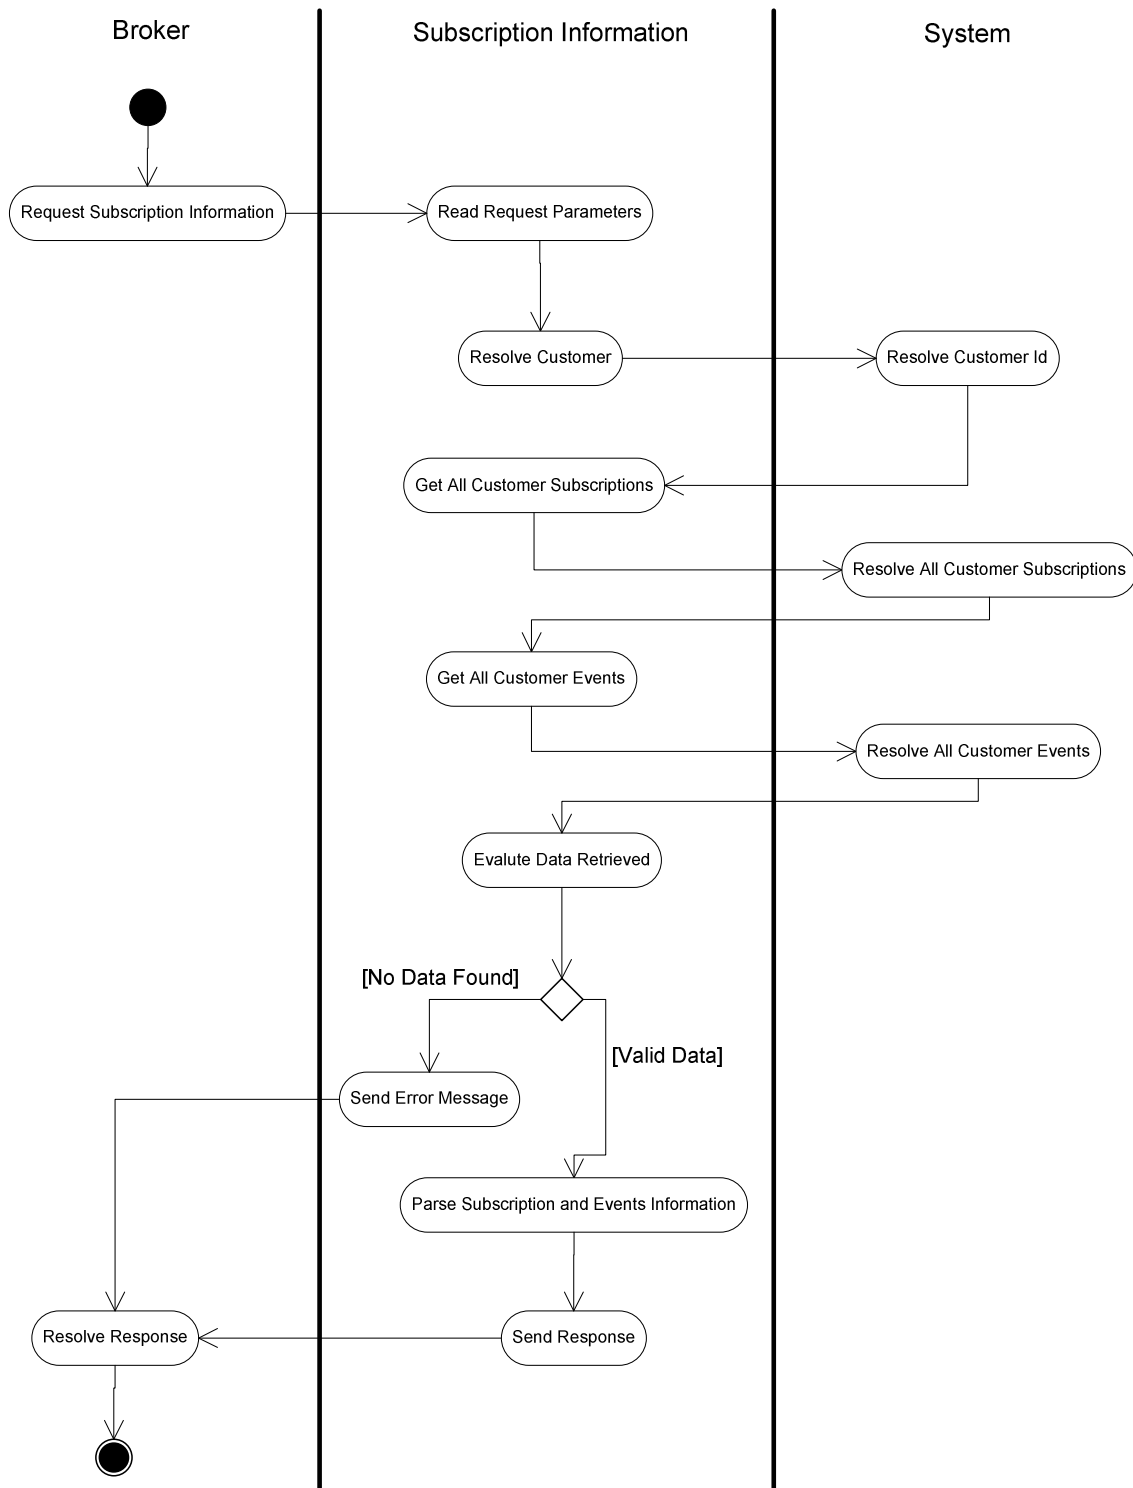 Broker
Subscription Information
System
Request Subscription Information
Read Request Parameters
Resolve Customer
Resolve Customer Id
Get All Customer Subscriptions
Resolve All Customer Subscriptions
Get All Customer Events
Resolve All Customer Events
Evalute Data Retrieved
[No Data Found]
[Valid Data]
Send Error Message
Parse Subscription and Events Information
Resolve Response
Send Response